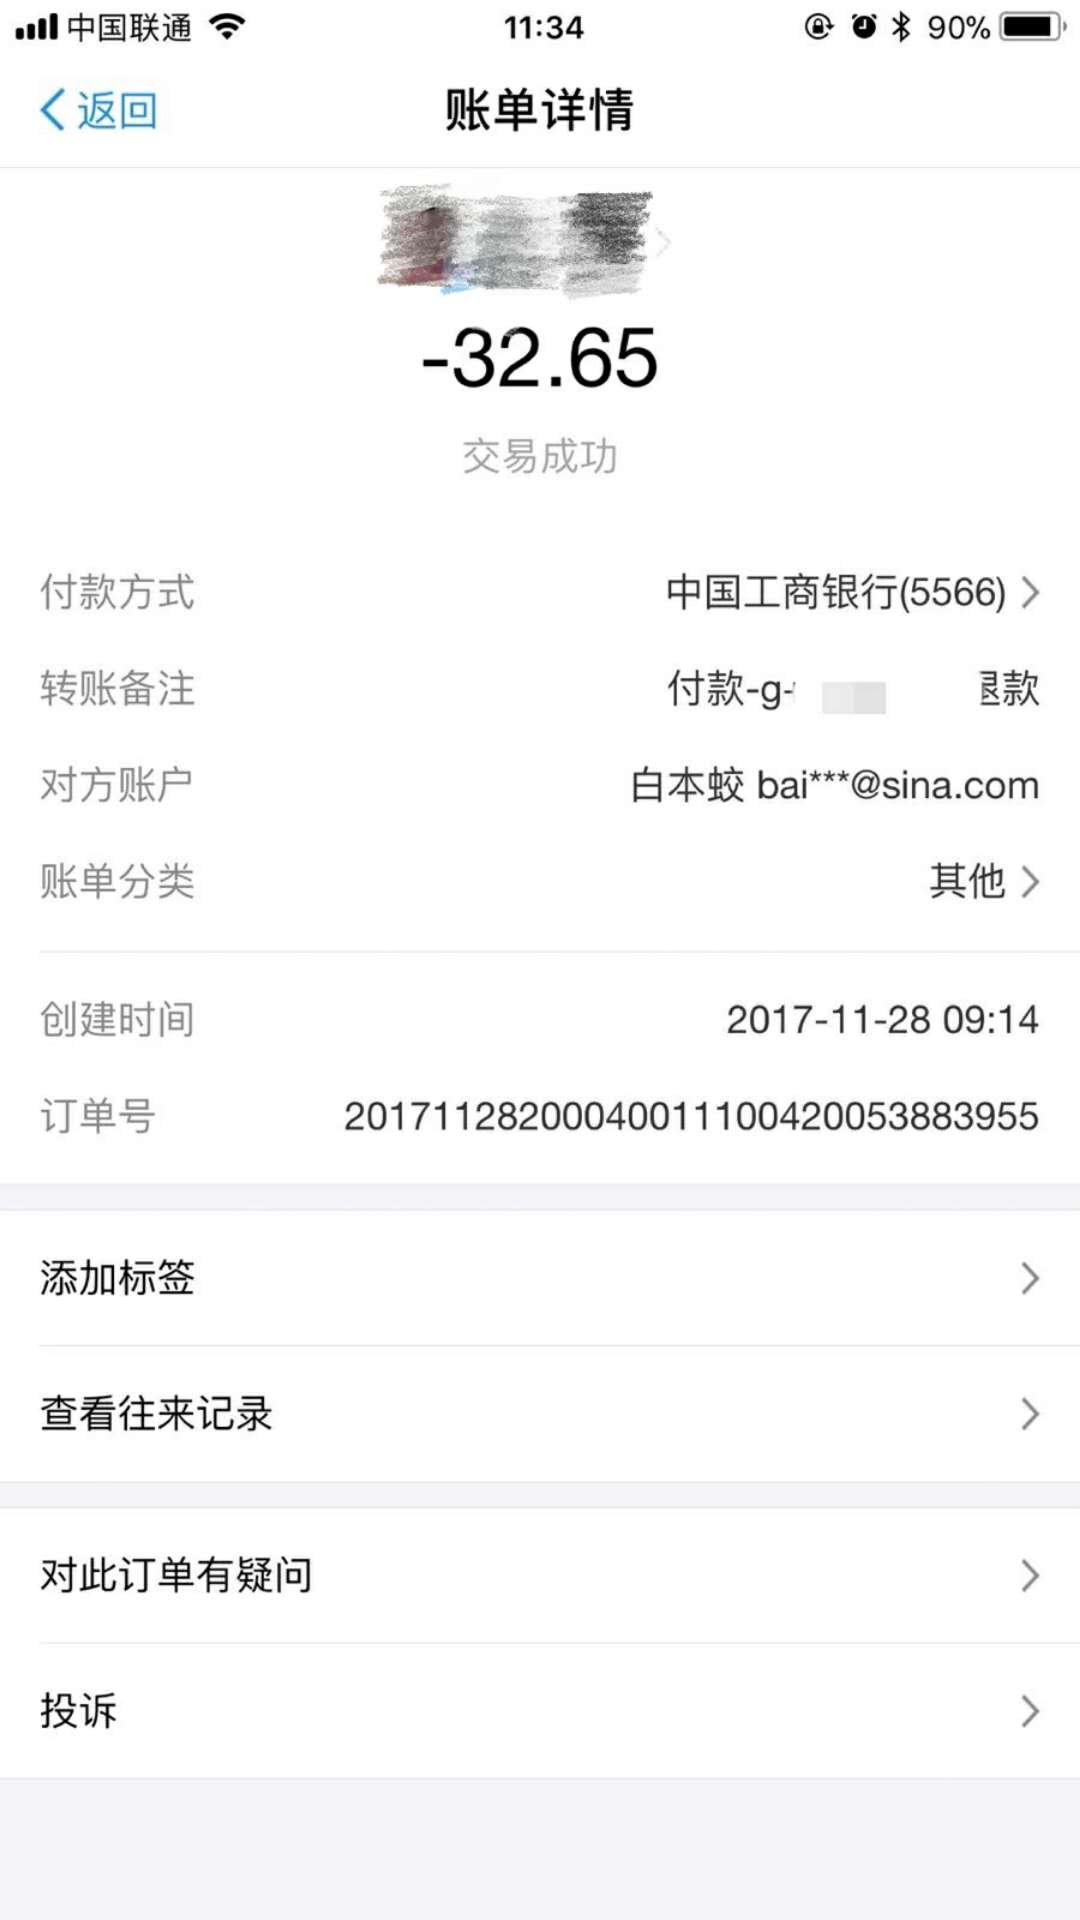 中国联通 11:34 90%
返回 账单详情
-32.65
交易成功
付款方式 中国工商银行(5566)
转账备注 付款-g- 款
对方账户 白本蛟 bai***@sina.com
账单分类 其他
创建时间 2017-11-28 09:14
订单号 20171128200040011100420053883955
添加标签
查看往来记录
对此订单有疑问
投诉